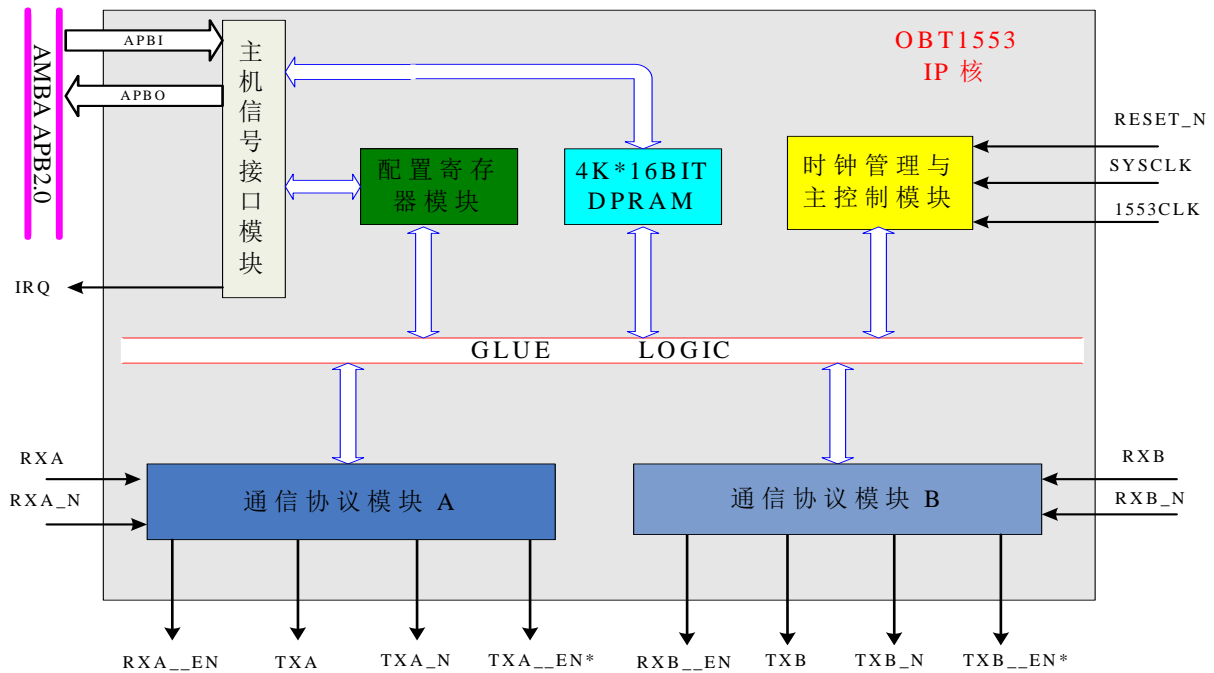 AMBA APB2.0
APBI
APBO
主机信号接口模块
OBT1553
IP 核
配置寄存
器模块
4K*16BIT
DPRAM
时钟管理与
主控制模块
RESET_N
SYSCLK
1553CLK
IRQ
GLUE LOGIC
RXA
RXA_N
通信协议模块 A
通信协议模块 B
RXB
RXB_N
RXA__EN
TXA
TXA_N
TXA__EN*
RXB__EN
TXB
TXB_N
TXB__EN*